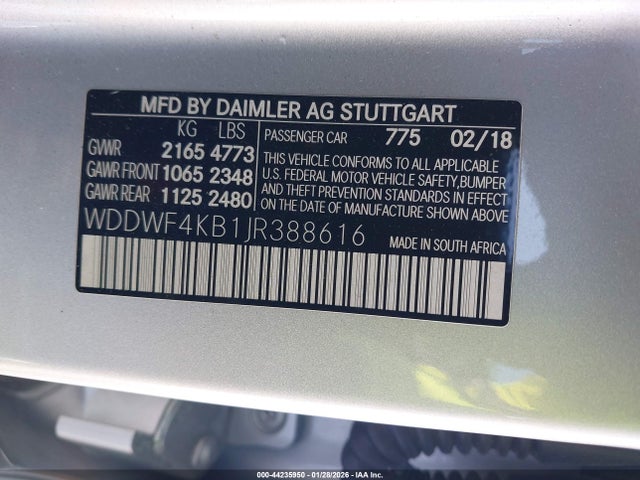 MFD BY DAIMLER AG STUTTGART
KG LBS
GVWR 2165 4773
GAWR FRONT 1065 2348
GAWR REAR 1125 2480
PASSENGER CAR 775 02/18
THIS VEHICLE CONFORMS TO ALL APPLICABLE
U.S. FEDERAL MOTOR VEHICLE SAFETY, BUMPER
AND THEFT PREVENTION STANDARDS IN EFFECT
ON THE DATE OF MANUFACTURE SHOWN ABOVE.
WDDWF4KB1JR388616 MADE IN SOUTH AFRICA
000-44235950 - 01/28/2026 - IAA Inc.